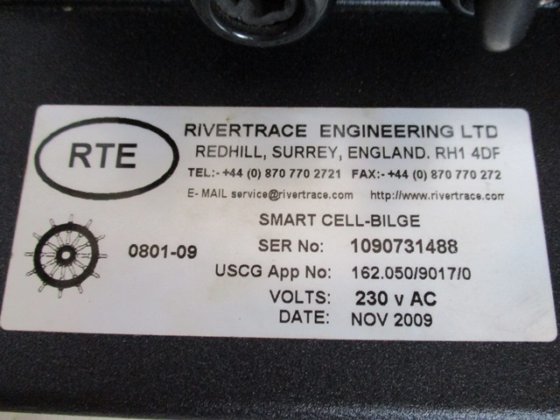 RTE
RIVERTRACE ENGINEERING LTD
REDHILL, SURREY, ENGLAND. RH1 4DF
TEL:- +44 (0) 870 770 2721 FAX:- +44 (0) 870 770 272
E- MAIL service@rivertrace.com http://www.rivertrace.com
SMART CELL-BILGE
0801-09
SER No: 1090731488
USCG App No: 162.050/9017/0
VOLTS: 230 v AC
DATE: NOV 2009